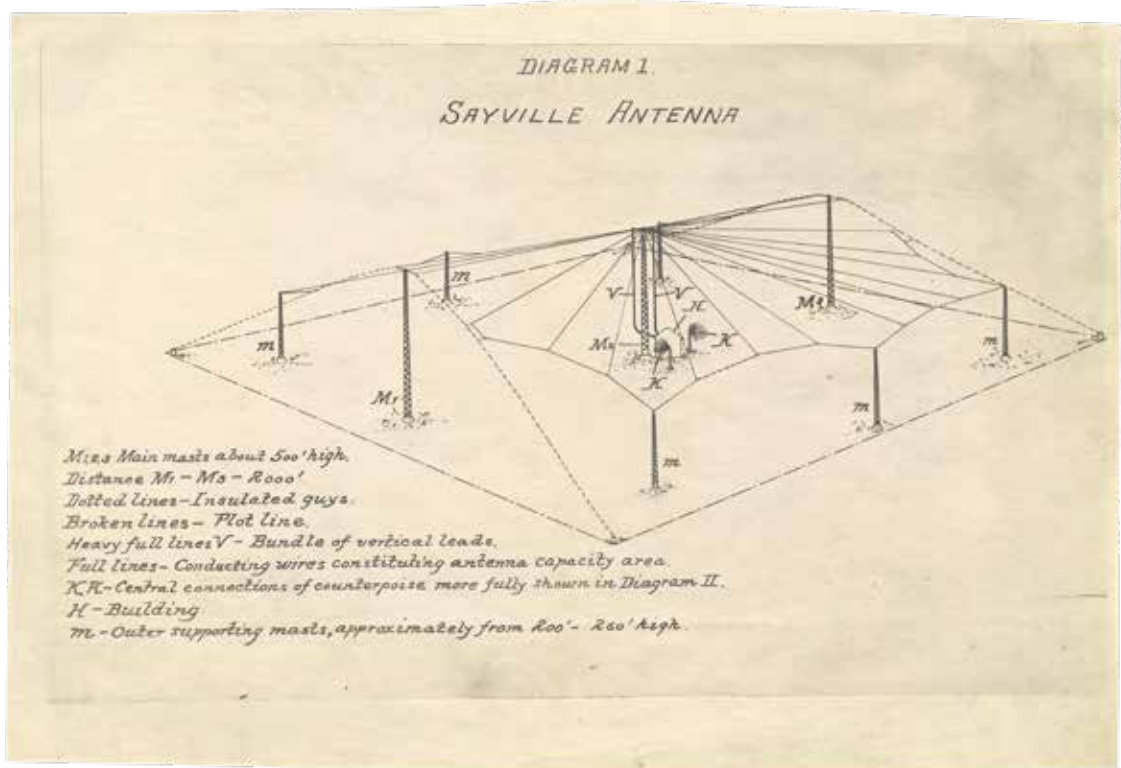 DIAGRAM 1.
SAYVILLE ANTENNA
m
m
V
V
H
M3
M2
K
K
m
M1
m
m
M1 2 3 Main masts about 500' high.
Distance M1 - M3 - 2000'
Dotted lines - Insulated guys.
Broken lines - Plot line.
Heavy full lines V - Bundle of vertical leads.
Full lines - Conducting wires constituting antenna capacity area.
K, K - Central connections of counterpoise more fully shown in Diagram II.
H - Building
m - Outer supporting masts, approximately from 200' - 260' high.